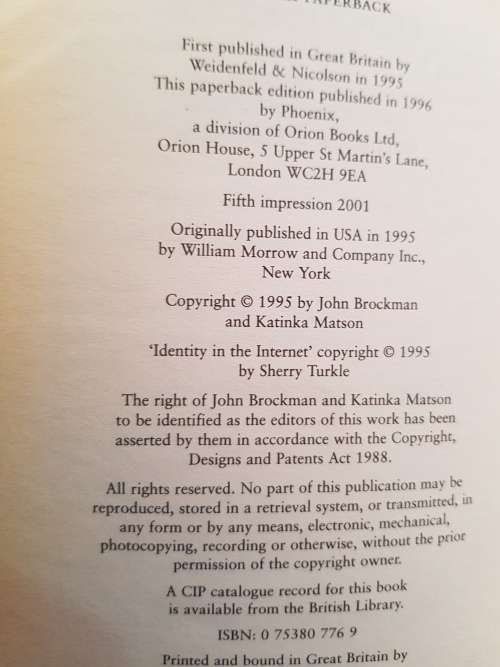 PAPERBACK
First published in Great Britain by
Weidenfeld & Nicolson in 1995
This paperback edition published in 1996
by Phoenix,
a division of Orion Books Ltd,
Orion House, 5 Upper St Martin's Lane,
London WC2H 9EA
Fifth impression 2001
Originally published in USA in 1995
by William Morrow and Company Inc.,
New York
Copyright © 1995 by John Brockman
and Katinka Matson
'Identity in the Internet' copyright © 1995
by Sherry Turkle
The right of John Brockman and Katinka Matson
to be identified as the editors of this work has been
asserted by them in accordance with the Copyright,
Designs and Patents Act 1988.
All rights reserved. No part of this publication may be
reproduced, stored in a retrieval system, or transmitted, in
any form or by any means, electronic, mechanical,
photocopying, recording or otherwise, without the prior
permission of the copyright owner.
A CIP catalogue record for this book
is available from the British Library.
ISBN: 0 75380 776 9
Printed and bound in Great Britain by